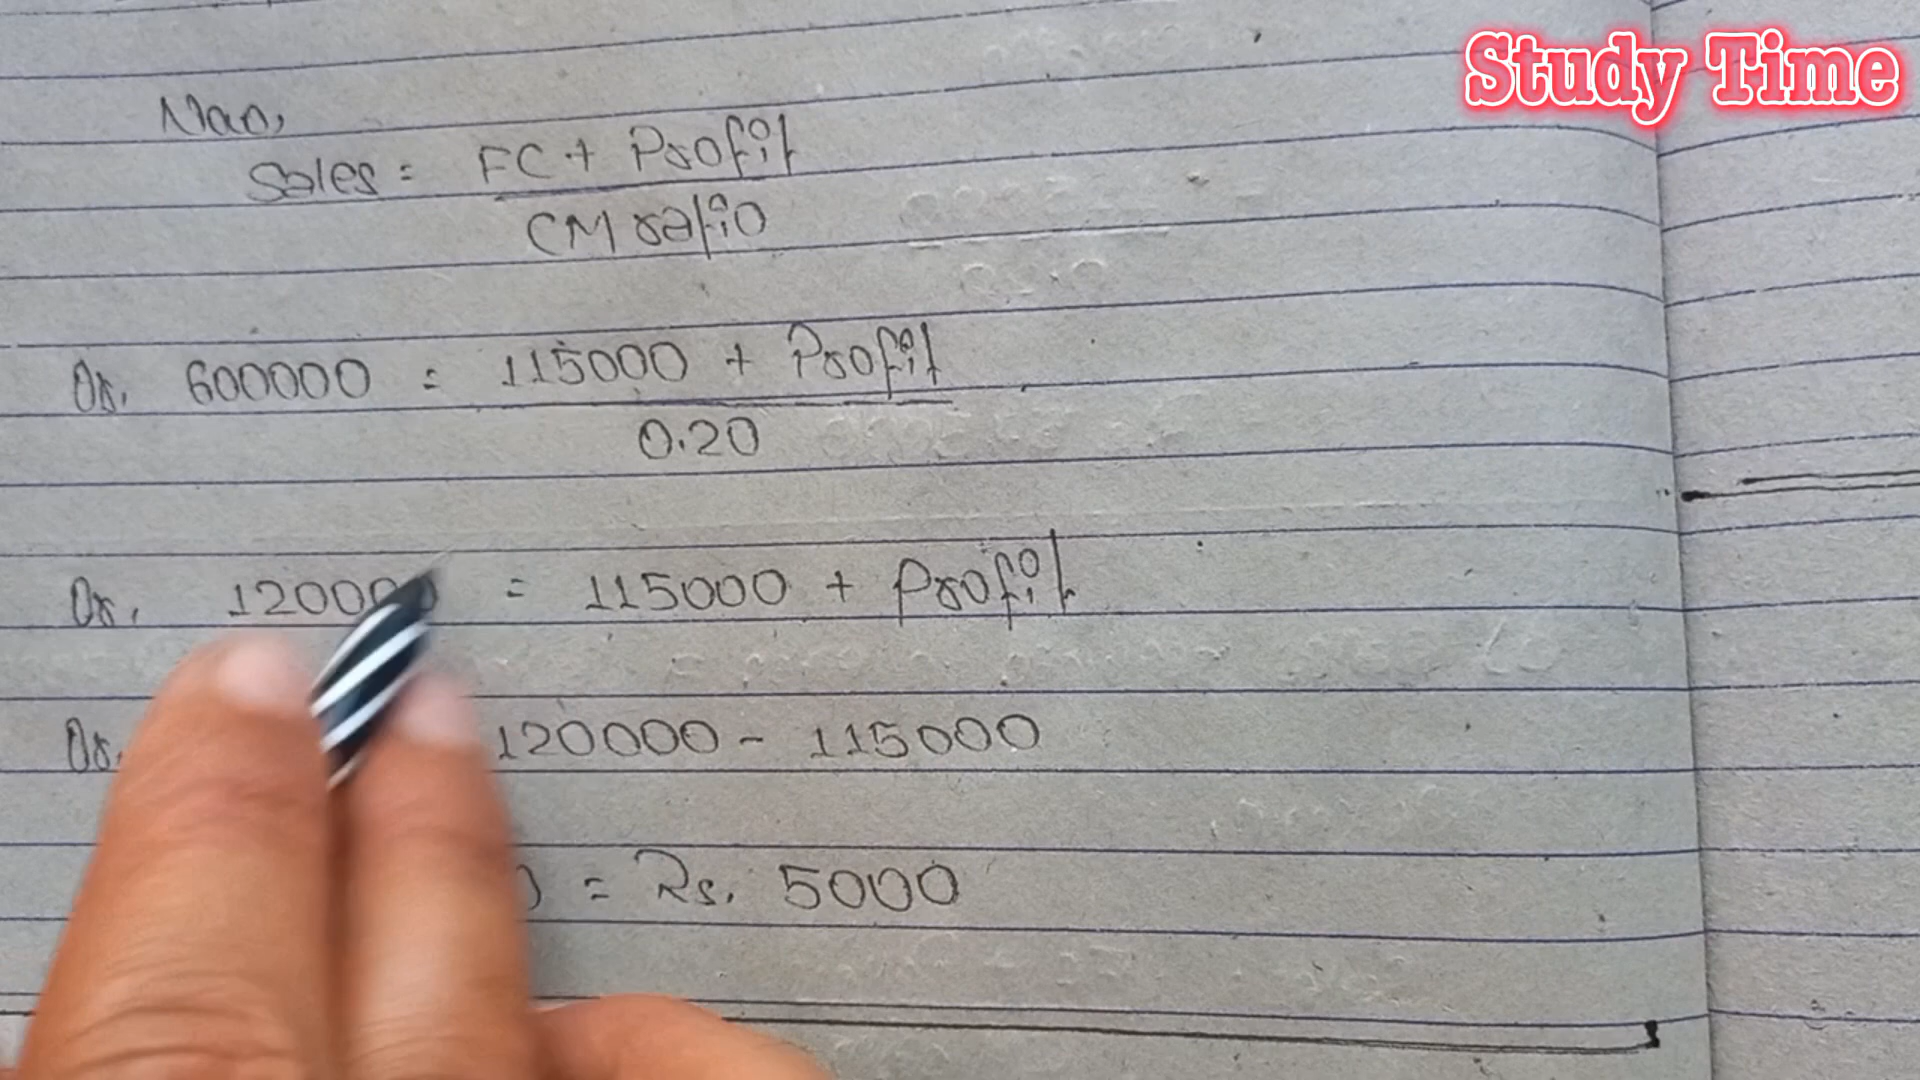 Study Time
Now,
Sales = FC + Profit
CM ratio
Or, 600000 = 115000 + Profit
0.20
Or, 120000 = 115000 + Profit
Or, 120000 - 115000
= Rs. 5000